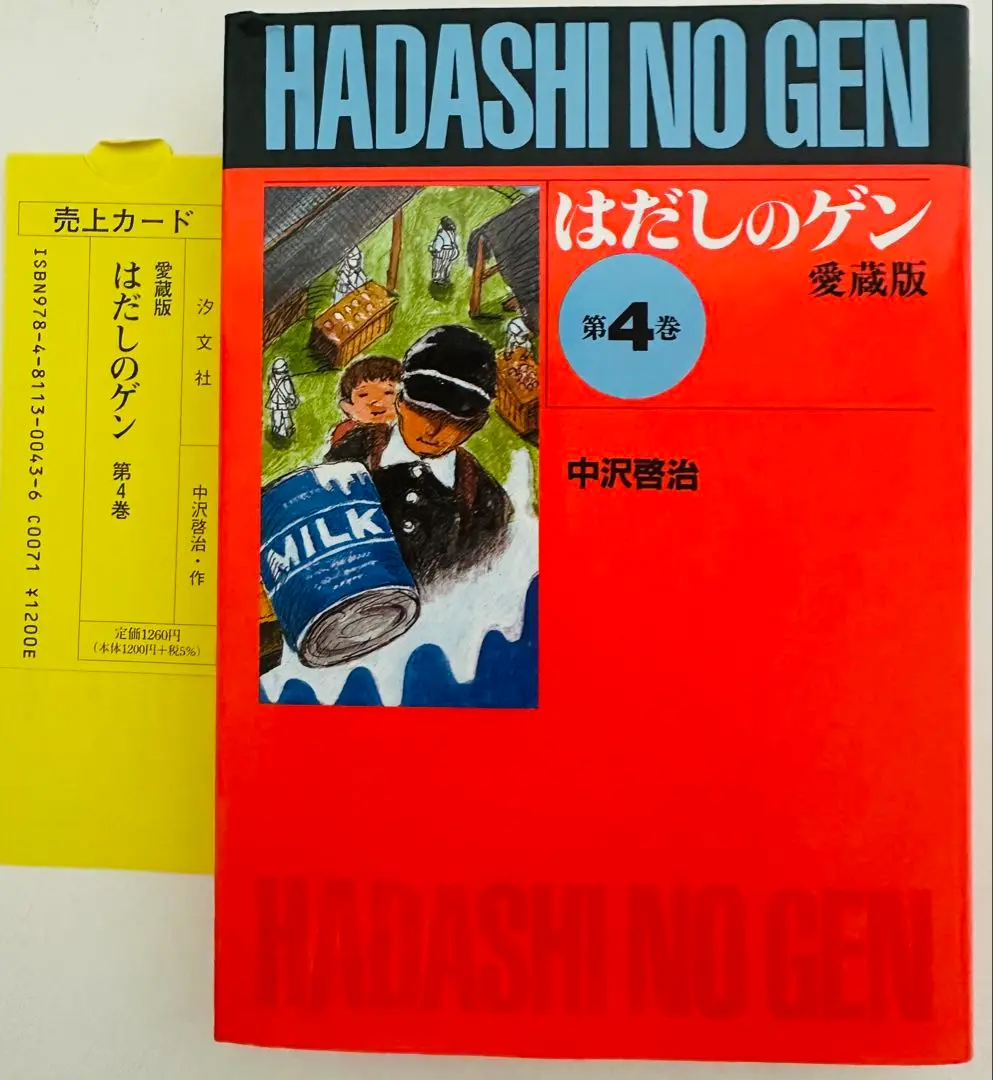 HADASHI NO GEN
はだしのゲン
愛蔵版
第4巻
中沢啓治
MILK
HADASHI NO GEN
売上カード
ISBN978-4-8113-0043-6 C0071 ¥1200E
愛蔵版
はだしのゲン 第4巻
汐文社
中沢啓治・作
定価1260円
(本体1200円+税5%)